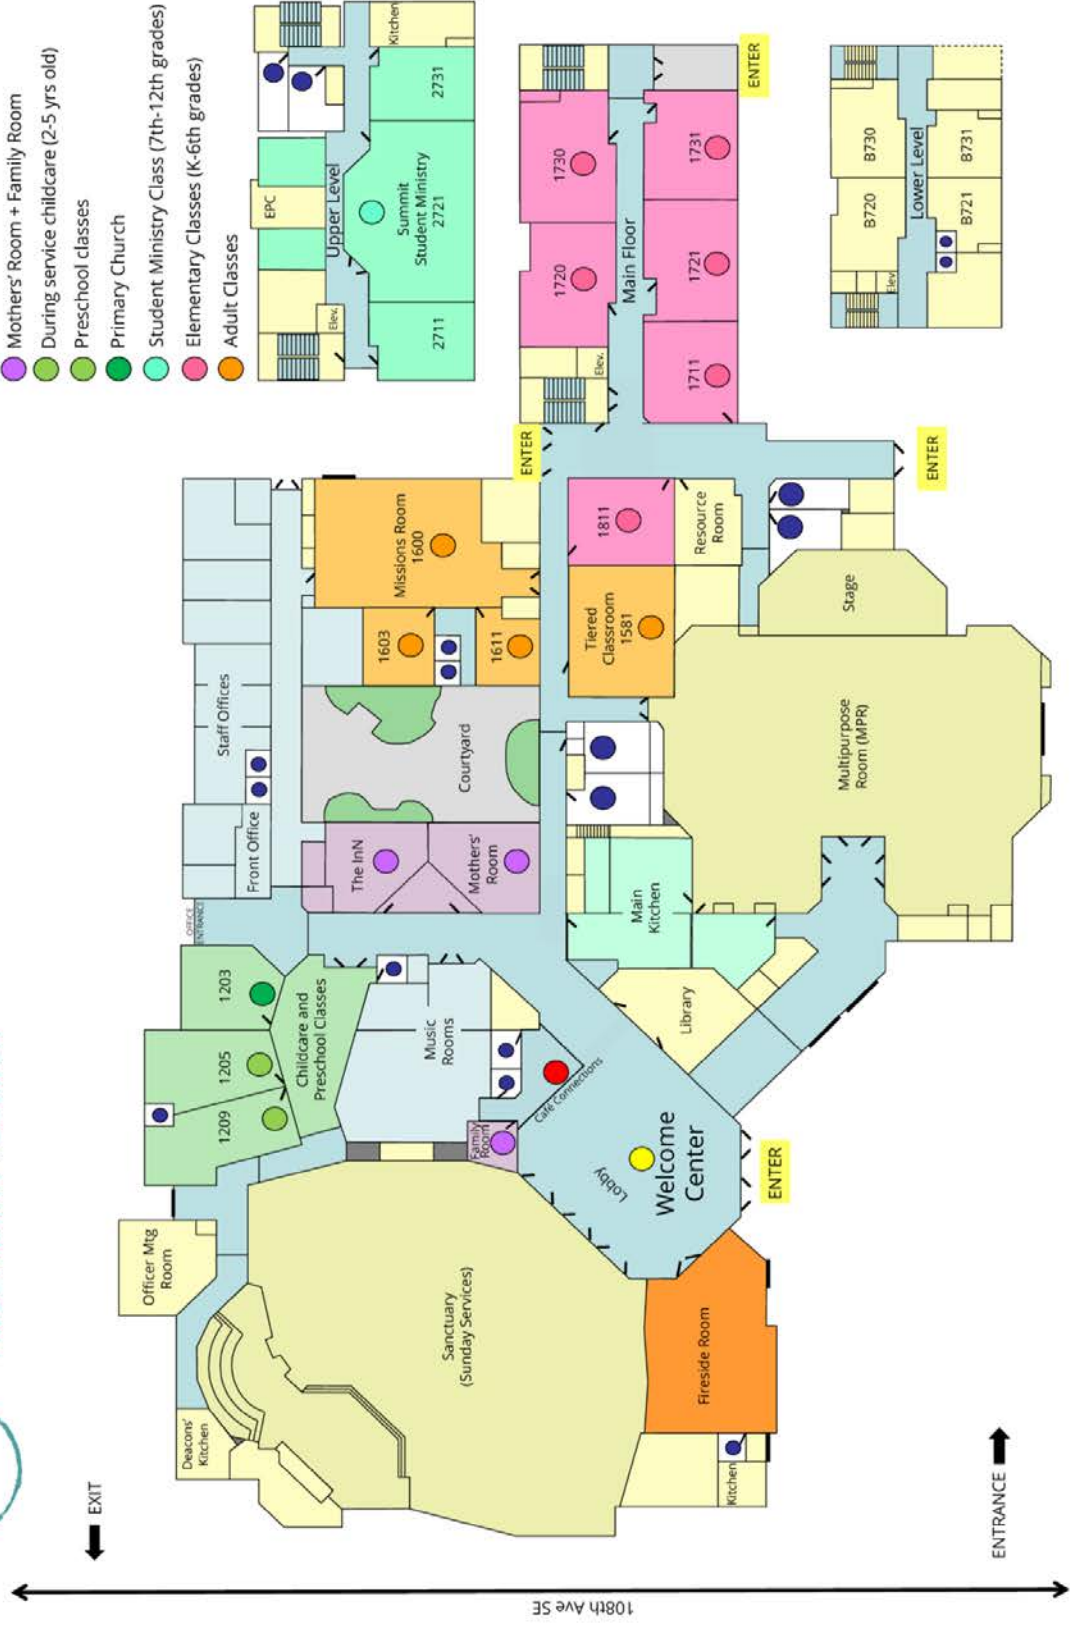 Mothers' Room + Family Room
During service childcare (2-5 yrs old)
Preschool classes
Primary Church
Student Ministry Class (7th-12th grades)
Elementary Classes (K-6th grades)
Adult Classes
Kitchen
EPC
Upper Level
Elev.
2731
Summit
Student Ministry
2721
2711
ENTER
1730
1731
1720
Main Floor
1721
Elev.
1711
B730
B731
Lower Level
B720
B721
Elev
ENTER
ENTER
Staff Offices
Front Office
OFFICE
ENTRANCE
Missions Room
1600
1603
1611
1811
Resource
Room
Tiered
Classroom
1581
Stage
Courtyard
Multipurpose
Room (MPR)
The InN
Mothers'
Room
Main
Kitchen
Library
1203
1205
1209
Childcare and
Preschool Classes
Music
Rooms
Café Connections
Family
Room
Lobby
Welcome
Center
ENTER
Officer Mtg
Room
Sanctuary
(Sunday Services)
Fireside Room
Deacons'
Kitchen
Kitchen
EXIT
ENTRANCE
108th Ave SE